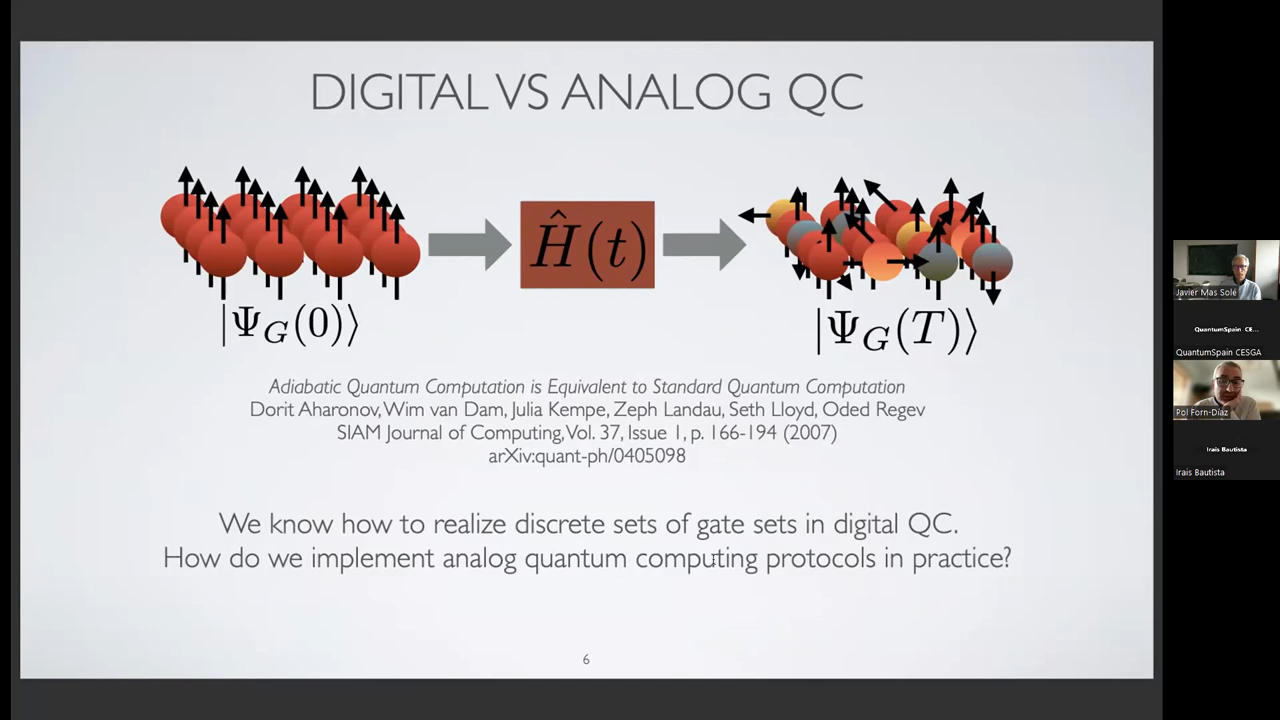 DIGITAL VS ANALOG QC
Ĥ(t)
|Ψ_G(0)⟩
|Ψ_G(T)⟩
Adiabatic Quantum Computation is Equivalent to Standard Quantum Computation
Dorit Aharonov, Wim van Dam, Julia Kempe, Zeph Landau, Seth Lloyd, Oded Regev
SIAM Journal of Computing, Vol. 37, Issue 1, p. 166-194 (2007)
arXiv:quant-ph/0405098
We know how to realize discrete sets of gate sets in digital QC.
How do we implement analog quantum computing protocols in practice?
6
Javier Mas Solé
QuantumSpain CE...
QuantumSpain CESGA
Pol Forn-Díaz
Irais Bautista
Irais Bautista